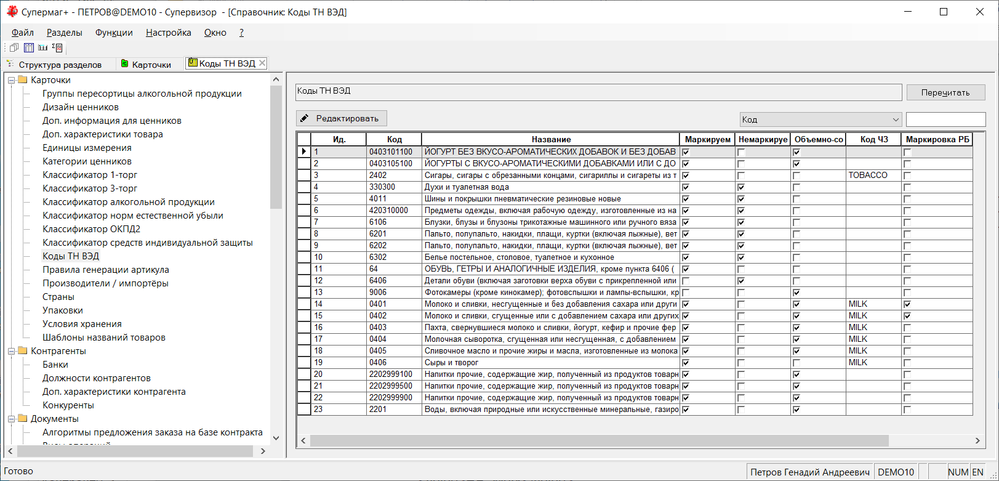 Супермаг+ - ПЕТРОВ@DEMO10 - Супервизор - [Справочник: Коды ТН ВЭД]
Файл Разделы Функции Настройка Окно ?
Структура разделов Карточки Коды ТН ВЭД
Карточки
Группы пересортицы алкогольной продукции
Дизайн ценников
Доп. информация для ценников
Доп. характеристики товара
Единицы измерения
Категории ценников
Классификатор 1-торг
Классификатор 3-торг
Классификатор алкогольной продукции
Классификатор норм естественной убыли
Классификатор ОКПД2
Классификатор средств индивидуальной защиты
Коды ТН ВЭД
Правила генерации артикула
Производители / импортёры
Страны
Упаковки
Условия хранения
Шаблоны названий товаров
Контрагенты
Банки
Должности контрагентов
Доп. характеристики контрагента
Конкуренты
Документы
Алгоритмы предложения заказа на базе контракта
Коды ТН ВЭД Перечитать
Редактировать Код
Ид. Код Название Маркируем Немаркируе Объемно-со Код ЧЗ Маркировка РБ
1 0403101100 ЙОГУРТ БЕЗ ВКУСО-АРОМАТИЧЕСКИХ ДОБАВОК И БЕЗ ДОБАВ
2 0403105100 ЙОГУРТЫ С ВКУСО-АРОМАТИЧЕСКИМИ ДОБАВКАМИ ИЛИ С ДО
3 2402 Сигары, сигары с обрезанными концами, сигариллы и сигареты из т TOBACCO
4 330300 Духи и туалетная вода
5 4011 Шины и покрышки пневматические резиновые новые
6 420310000 Предметы одежды, включая рабочую одежду, изготовленные из на
7 6106 Блузки, блузы и блузоны трикотажные машинного или ручного вяза
8 6201 Пальто, полупальто, накидки, плащи, куртки (включая лыжные), вет
9 6202 Пальто, полупальто, накидки, плащи, куртки (включая лыжные), вет
10 6302 Белье постельное, столовое, туалетное и кухонное
11 64 ОБУВЬ, ГЕТРЫ И АНАЛОГИЧНЫЕ ИЗДЕЛИЯ, кроме пункта 6406 (
12 6406 Детали обуви (включая заготовки верха обуви с прикрепленной или
13 9006 Фотокамеры (кроме кинокамер); фотовспышки и лампы-вспышки, кр
14 0401 Молоко и сливки, несгущенные и без добавления сахара или други MILK
15 0402 Молоко и сливки, сгущенные или с добавлением сахара или других MILK
16 0403 Пахта, свернувшиеся молоко и сливки, йогурт, кефир и прочие фер MILK
17 0404 Молочная сыворотка, сгущенная или несгущенная, с добавлением MILK
18 0405 Сливочное масло и прочие жиры и масла, изготовленные из молока MILK
19 0406 Сыры и творог MILK
20 2202999100 Напитки прочие, содержащие жир, полученный из продуктов товарн
21 2202999500 Напитки прочие, содержащие жир, полученный из продуктов товарн
22 2202999900 Напитки прочие, содержащие жир, полученный из продуктов товарн
23 2201 Воды, включая природные или искусственные минеральные, газиро
Готово Петров Генадий Андреевич DEMO10 NUM EN